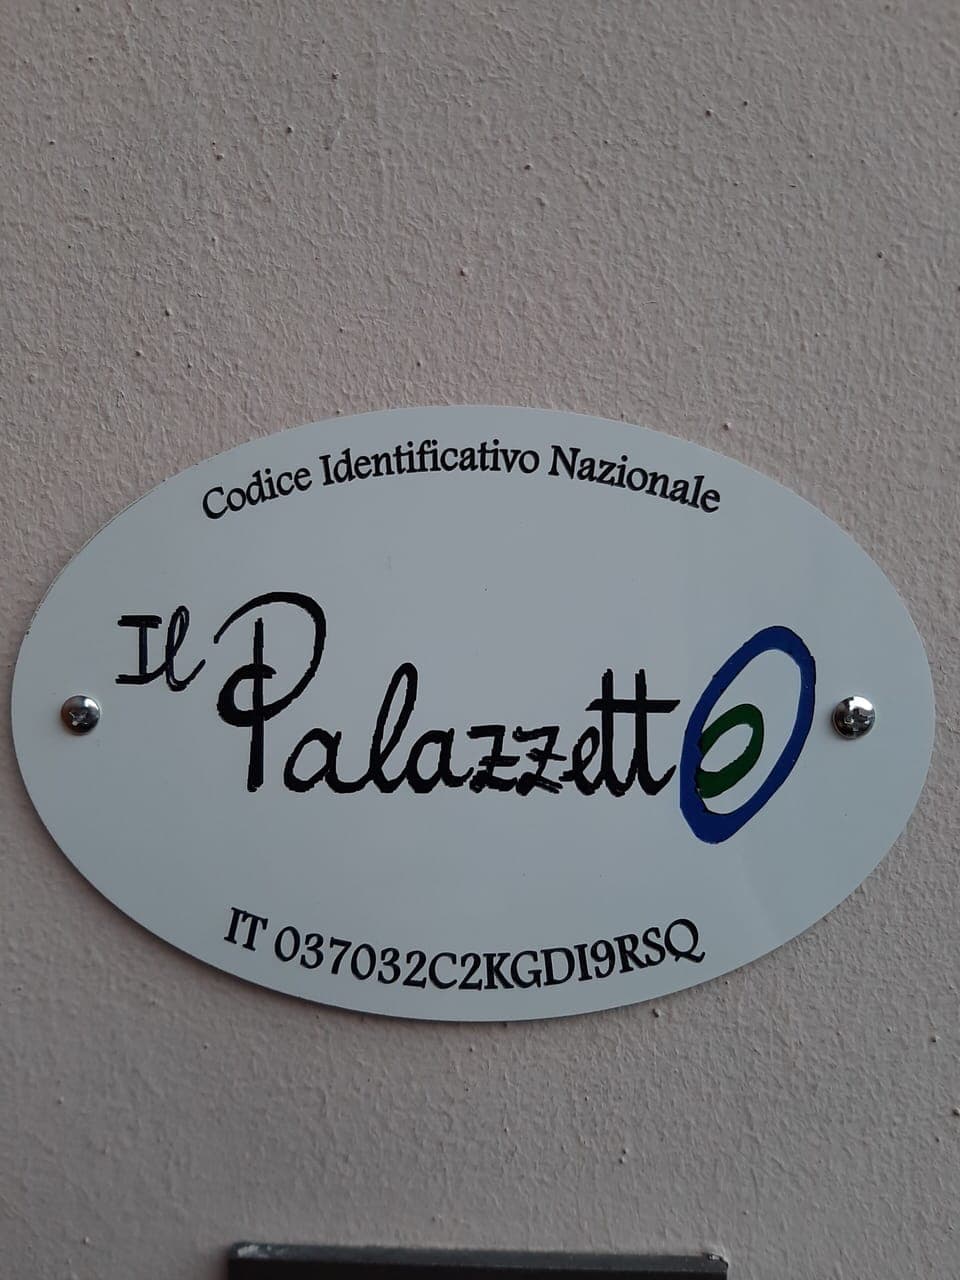 Codice Identificativo Nazionale
Il Palazzetto
IT 037032C2KGDI9RSQ